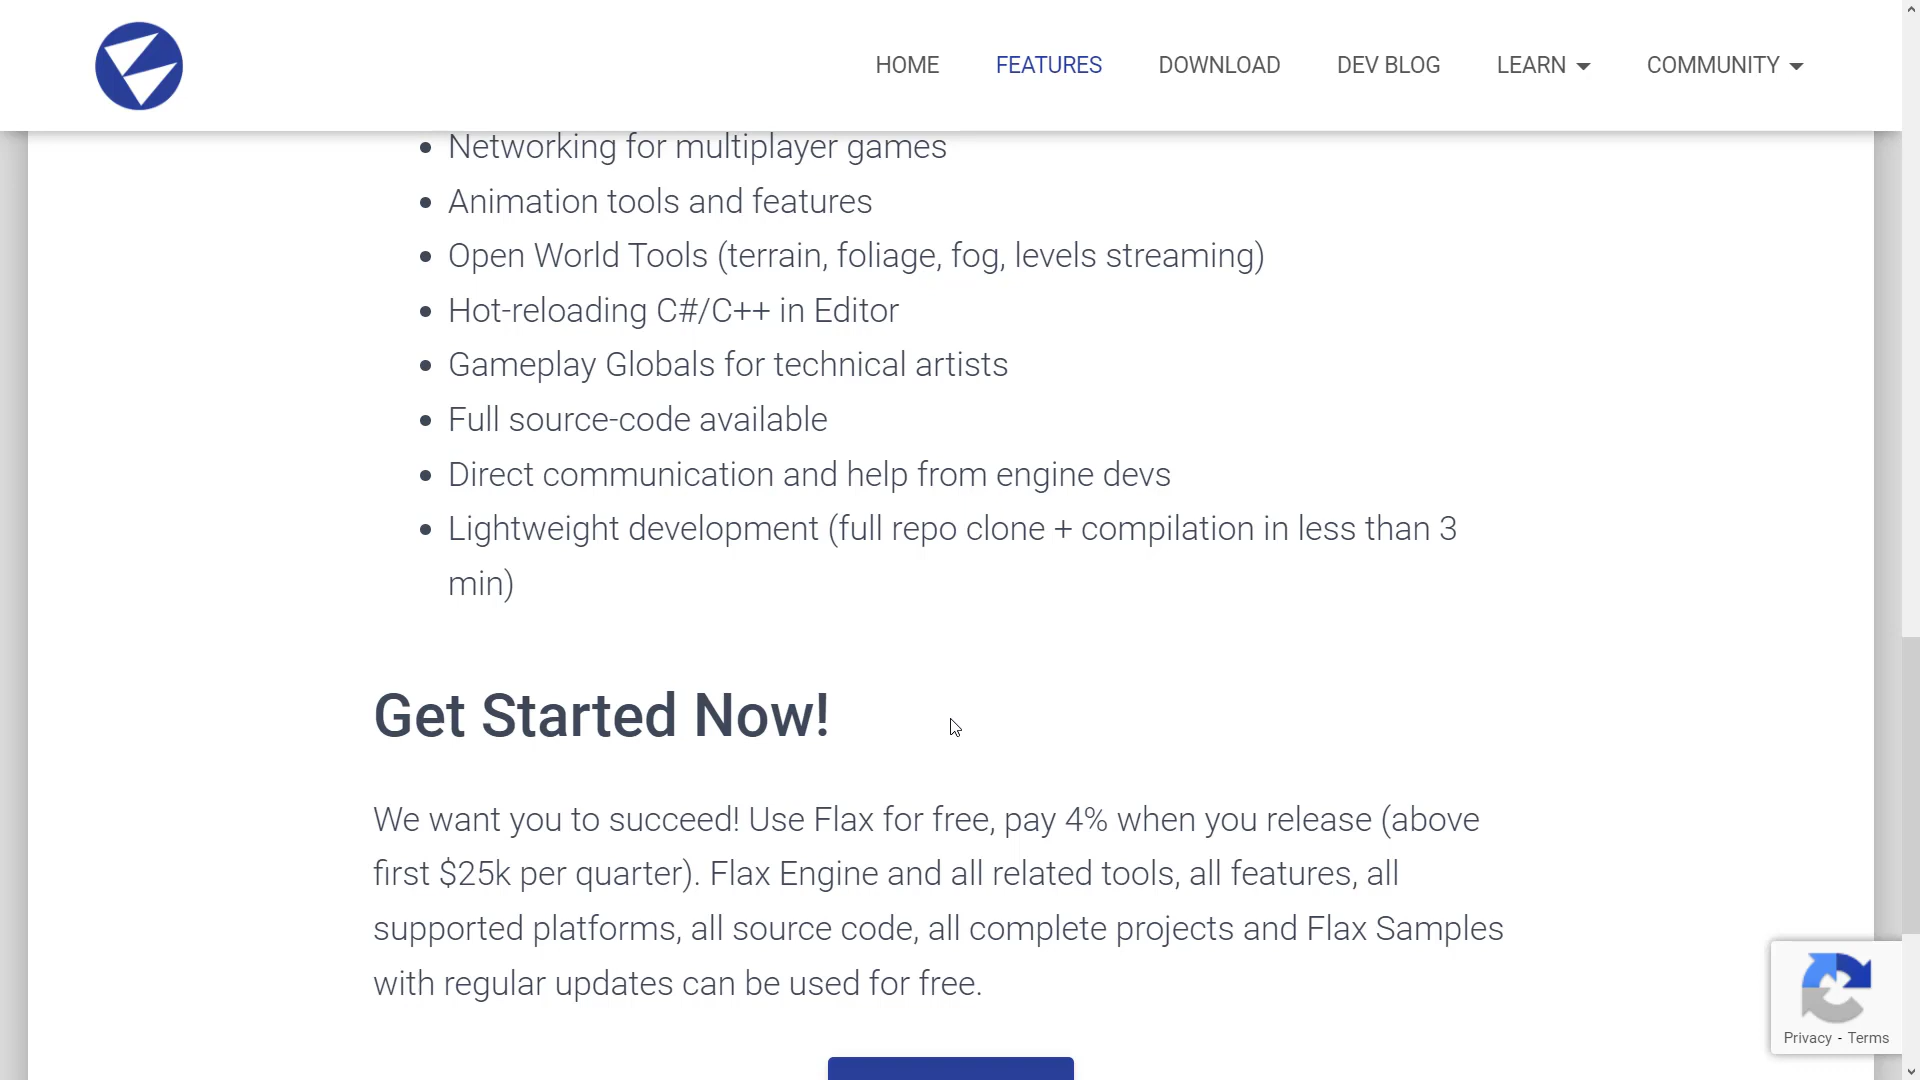 HOME FEATURES DOWNLOAD DEV BLOG LEARN COMMUNITY
Networking for multiplayer games
Animation tools and features
Open World Tools (terrain, foliage, fog, levels streaming)
Hot-reloading C#/C++ in Editor
Gameplay Globals for technical artists
Full source-code available
Direct communication and help from engine devs
Lightweight development (full repo clone + compilation in less than 3
min)
Get Started Now!
We want you to succeed! Use Flax for free, pay 4% when you release (above
first $25k per quarter). Flax Engine and all related tools, all features, all
supported platforms, all source code, all complete projects and Flax Samples
with regular updates can be used for free.
Privacy - Terms